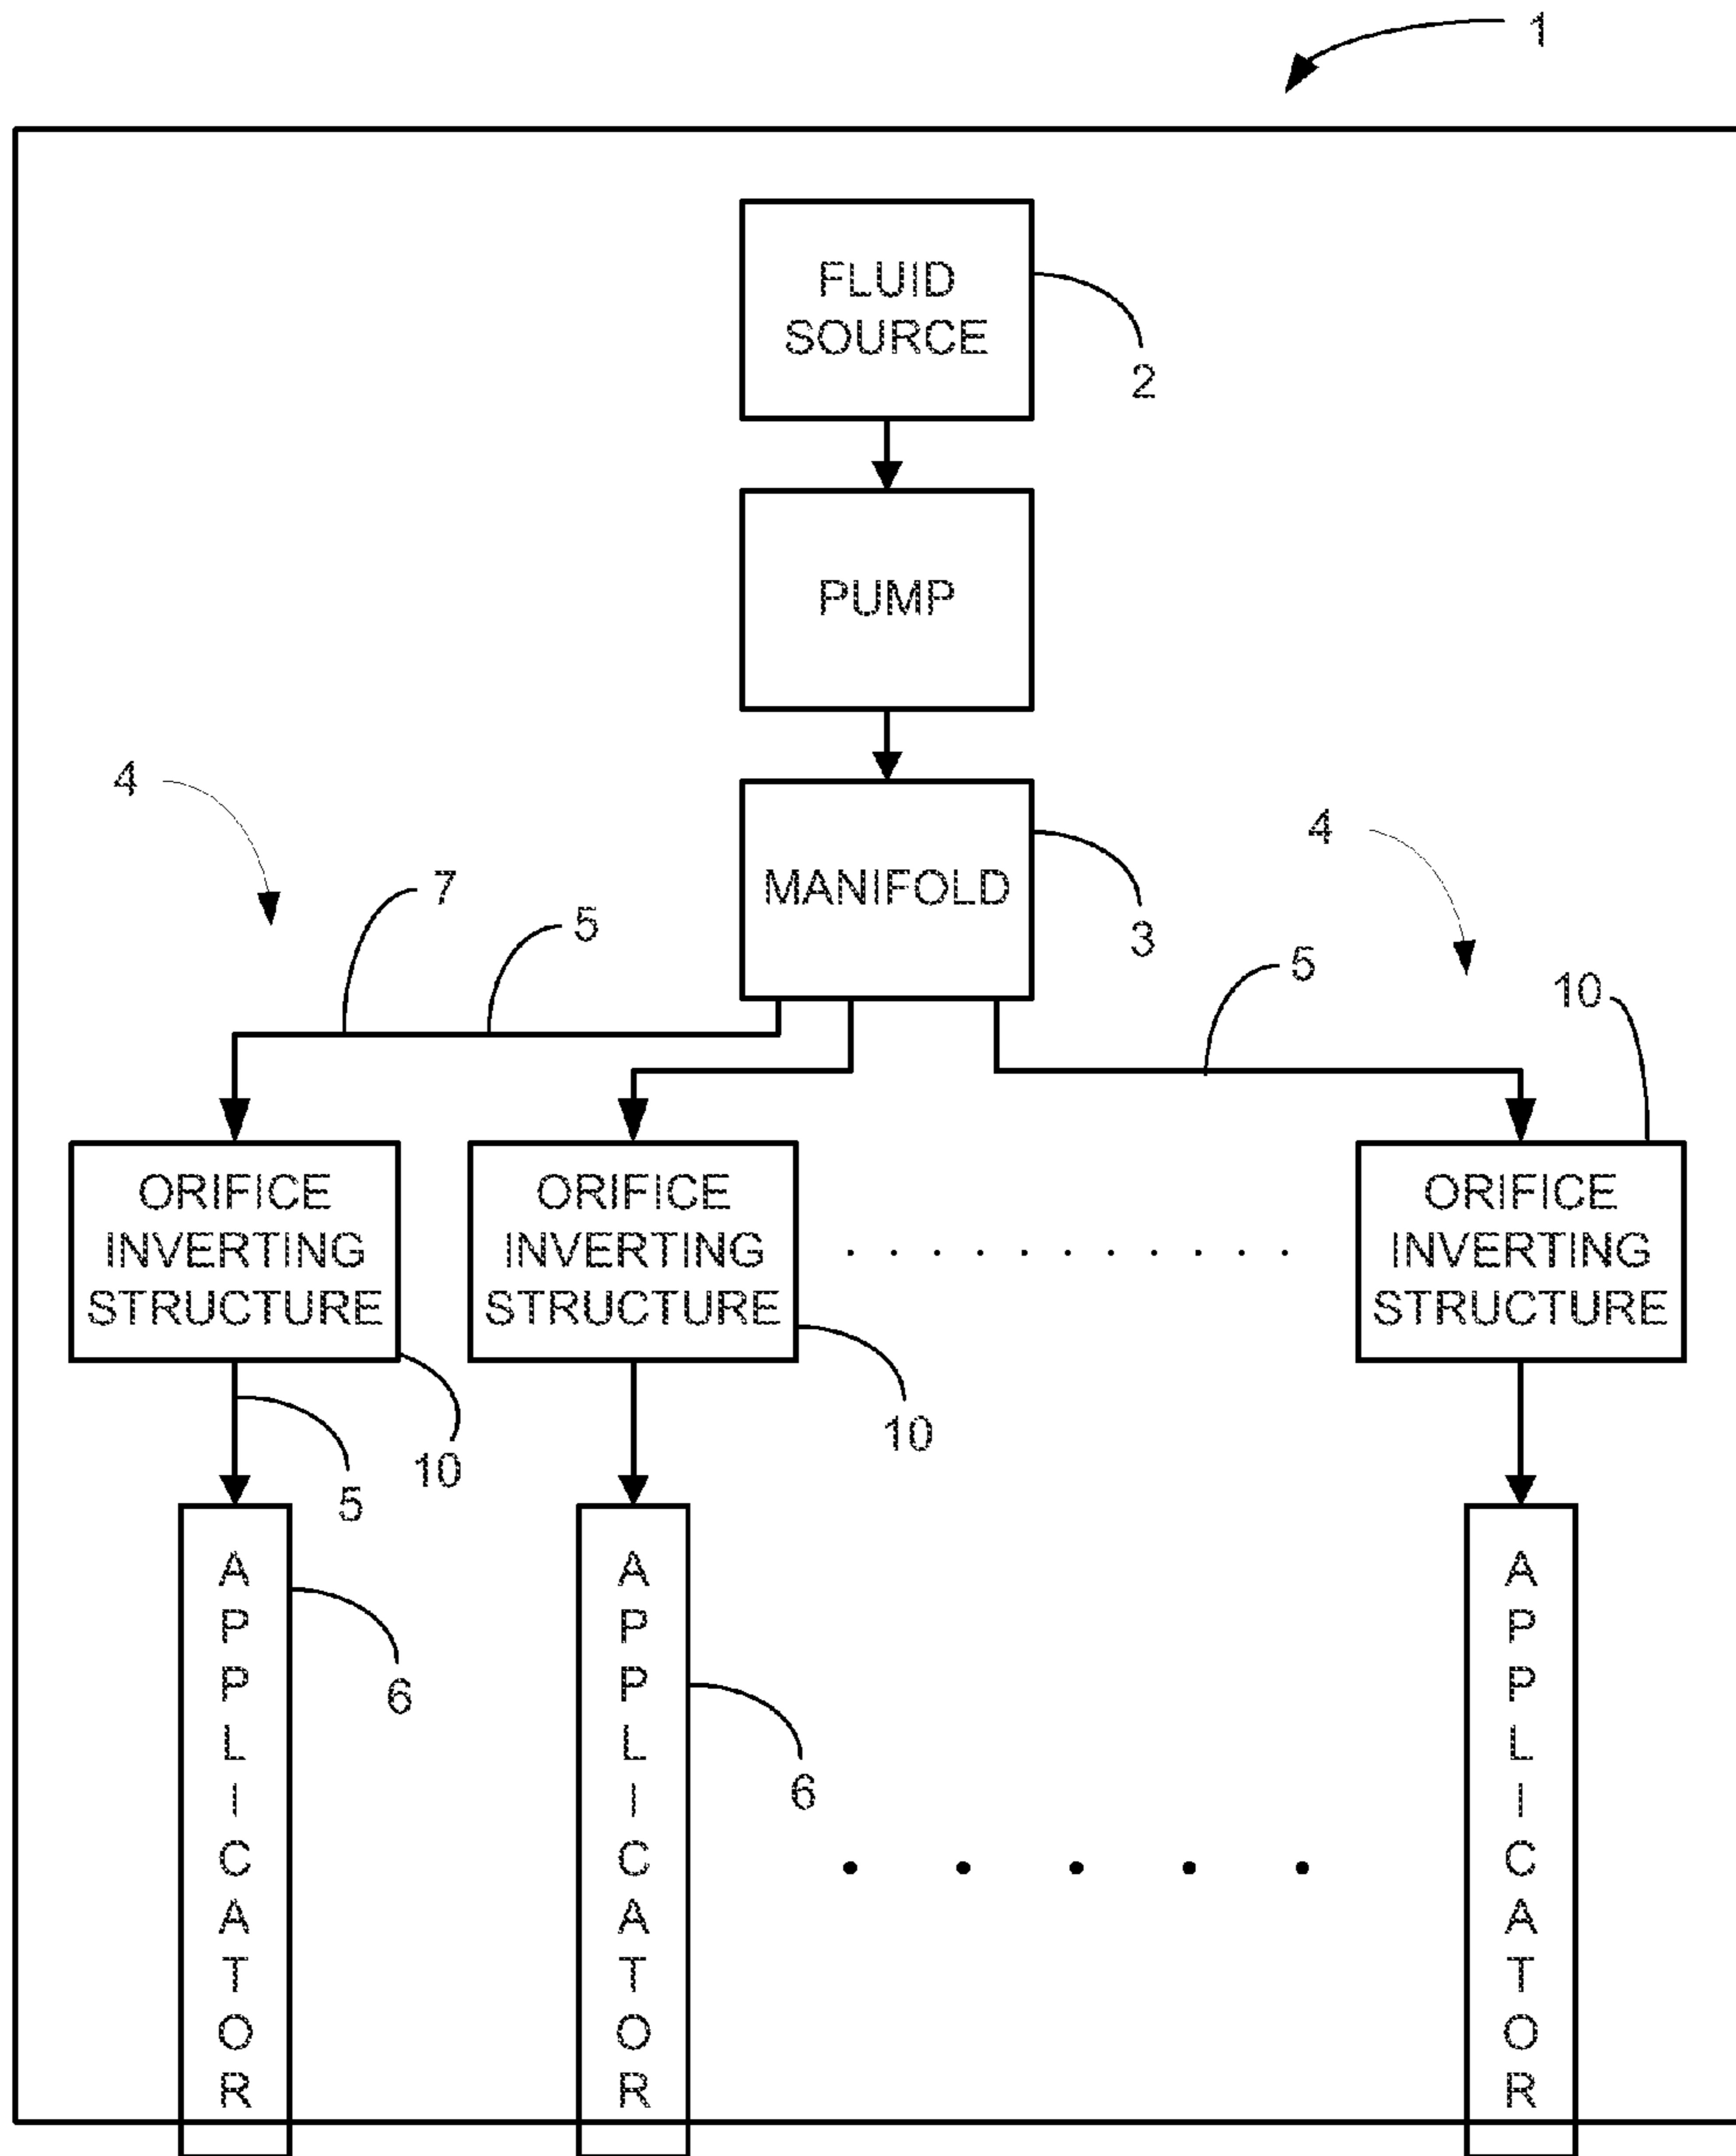 1
FLUID
SOURCE
2
PUMP
4
MANIFOLD
4
7
5
3
5
10
ORIFICE
INVERTING
STRUCTURE
ORIFICE
INVERTING
STRUCTURE
ORIFICE
INVERTING
STRUCTURE
10
10
5
APPLICATOR
6
APPLICATOR
6
APPLICATOR